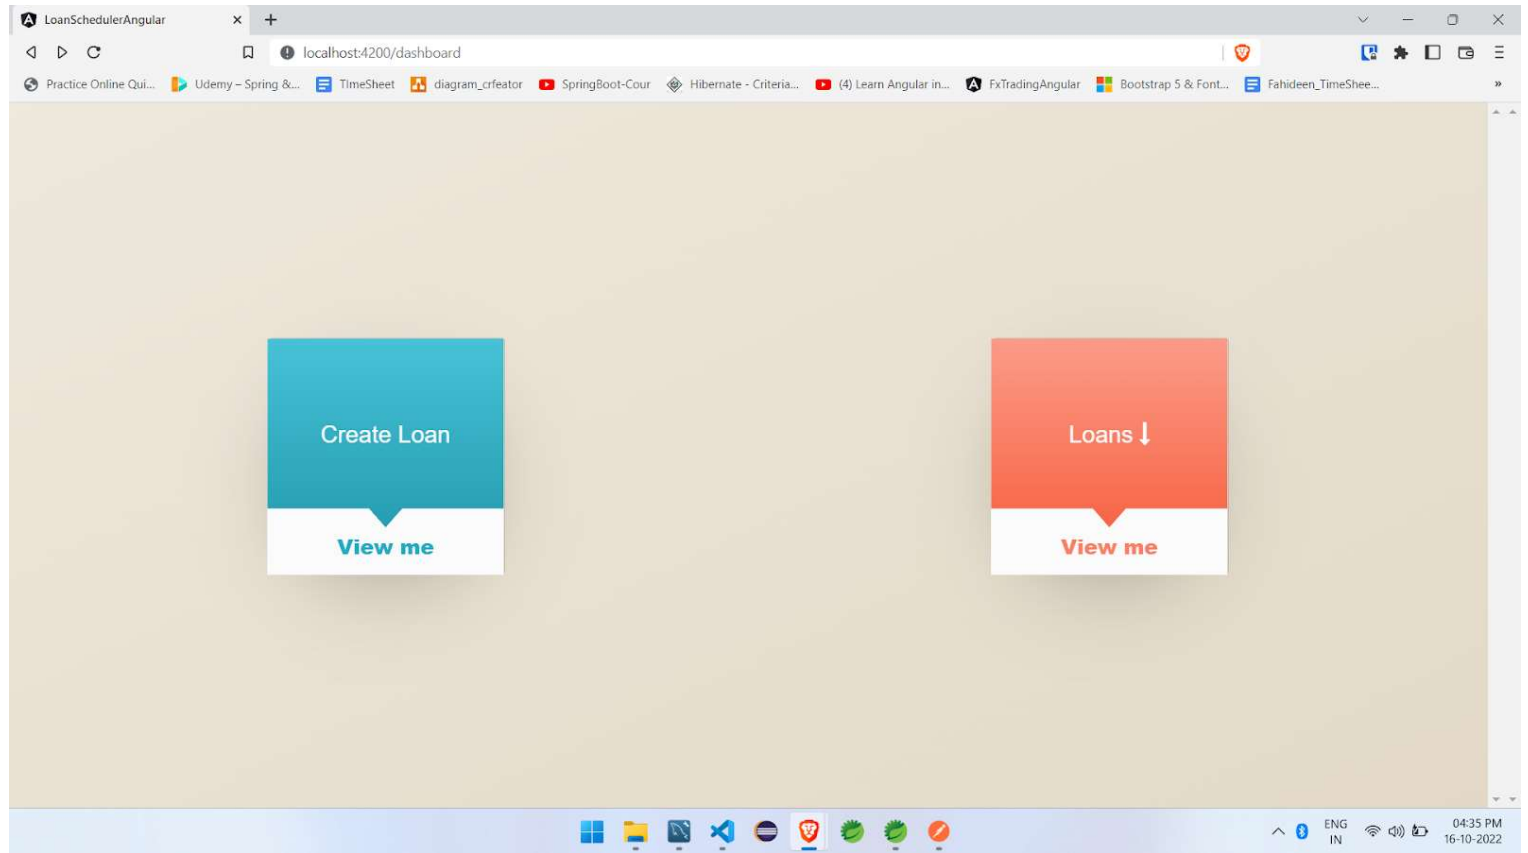 LoanSchedulerAngular
localhost:4200/dashboard
Practice Online Qui... Udemy – Spring &... TImeSheet diagram_crfeator SpringBoot-Cour Hibernate - Criteria... (4) Learn Angular in... FxTradingAngular Bootstrap 5 & Font... Fahideen_TimeShee... »
Create Loan
View me
Loans
View me
ENG
IN
04:35 PM
16-10-2022